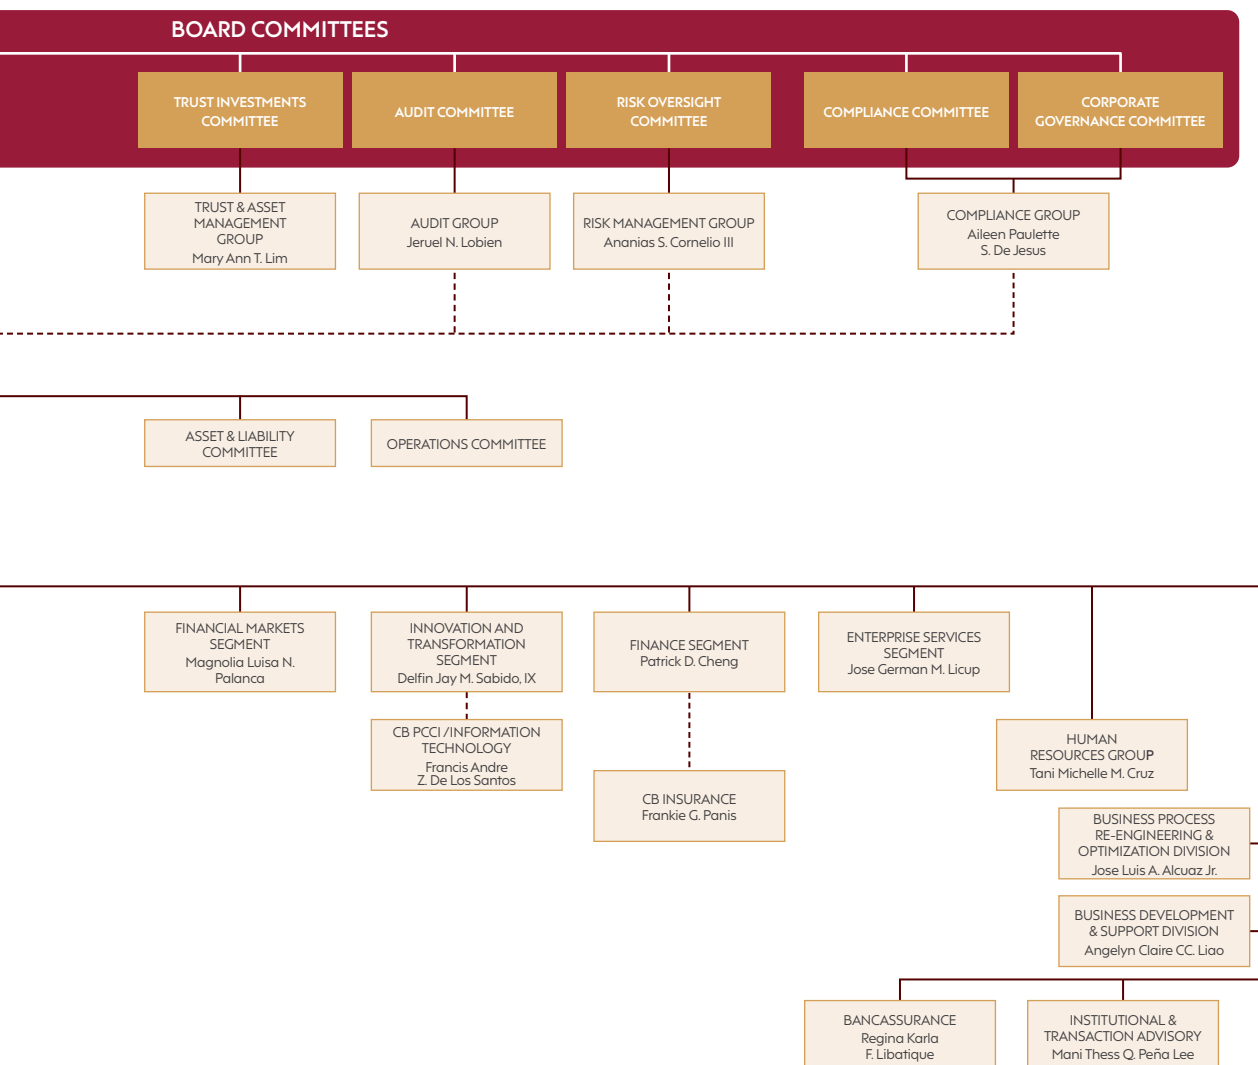 BOARD COMMITTEES
TRUST INVESTMENTS
COMMITTEE
AUDIT COMMITTEE
RISK OVERSIGHT
COMMITTEE
COMPLIANCE COMMITTEE
CORPORATE
GOVERNANCE COMMITTEE
TRUST & ASSET
MANAGEMENT
GROUP
Mary Ann T. Lim
AUDIT GROUP
Jeruel N. Lobien
RISK MANAGEMENT GROUP
Ananias S. Cornelio III
COMPLIANCE GROUP
Aileen Paulette
S. De Jesus
ASSET & LIABILITY
COMMITTEE
OPERATIONS COMMITTEE
FINANCIAL MARKETS
SEGMENT
Magnolia Luisa N.
Palanca
INNOVATION AND
TRANSFORMATION
SEGMENT
Delfin Jay M. Sabido, IX
FINANCE SEGMENT
Patrick D. Cheng
ENTERPRISE SERVICES
SEGMENT
Jose German M. Licup
CB PCCI /INFORMATION
TECHNOLOGY
Francis Andre
Z. De Los Santos
HUMAN
RESOURCES GROUP
Tani Michelle M. Cruz
CB INSURANCE
Frankie G. Panis
BUSINESS PROCESS
RE-ENGINEERING &
OPTIMIZATION DIVISION
Jose Luis A. Alcuaz Jr.
BUSINESS DEVELOPMENT
& SUPPORT DIVISION
Angelyn Claire CC. Liao
BANCASSURANCE
Regina Karla
F. Libatique
INSTITUTIONAL &
TRANSACTION ADVISORY
Mani Thess Q. Peña Lee